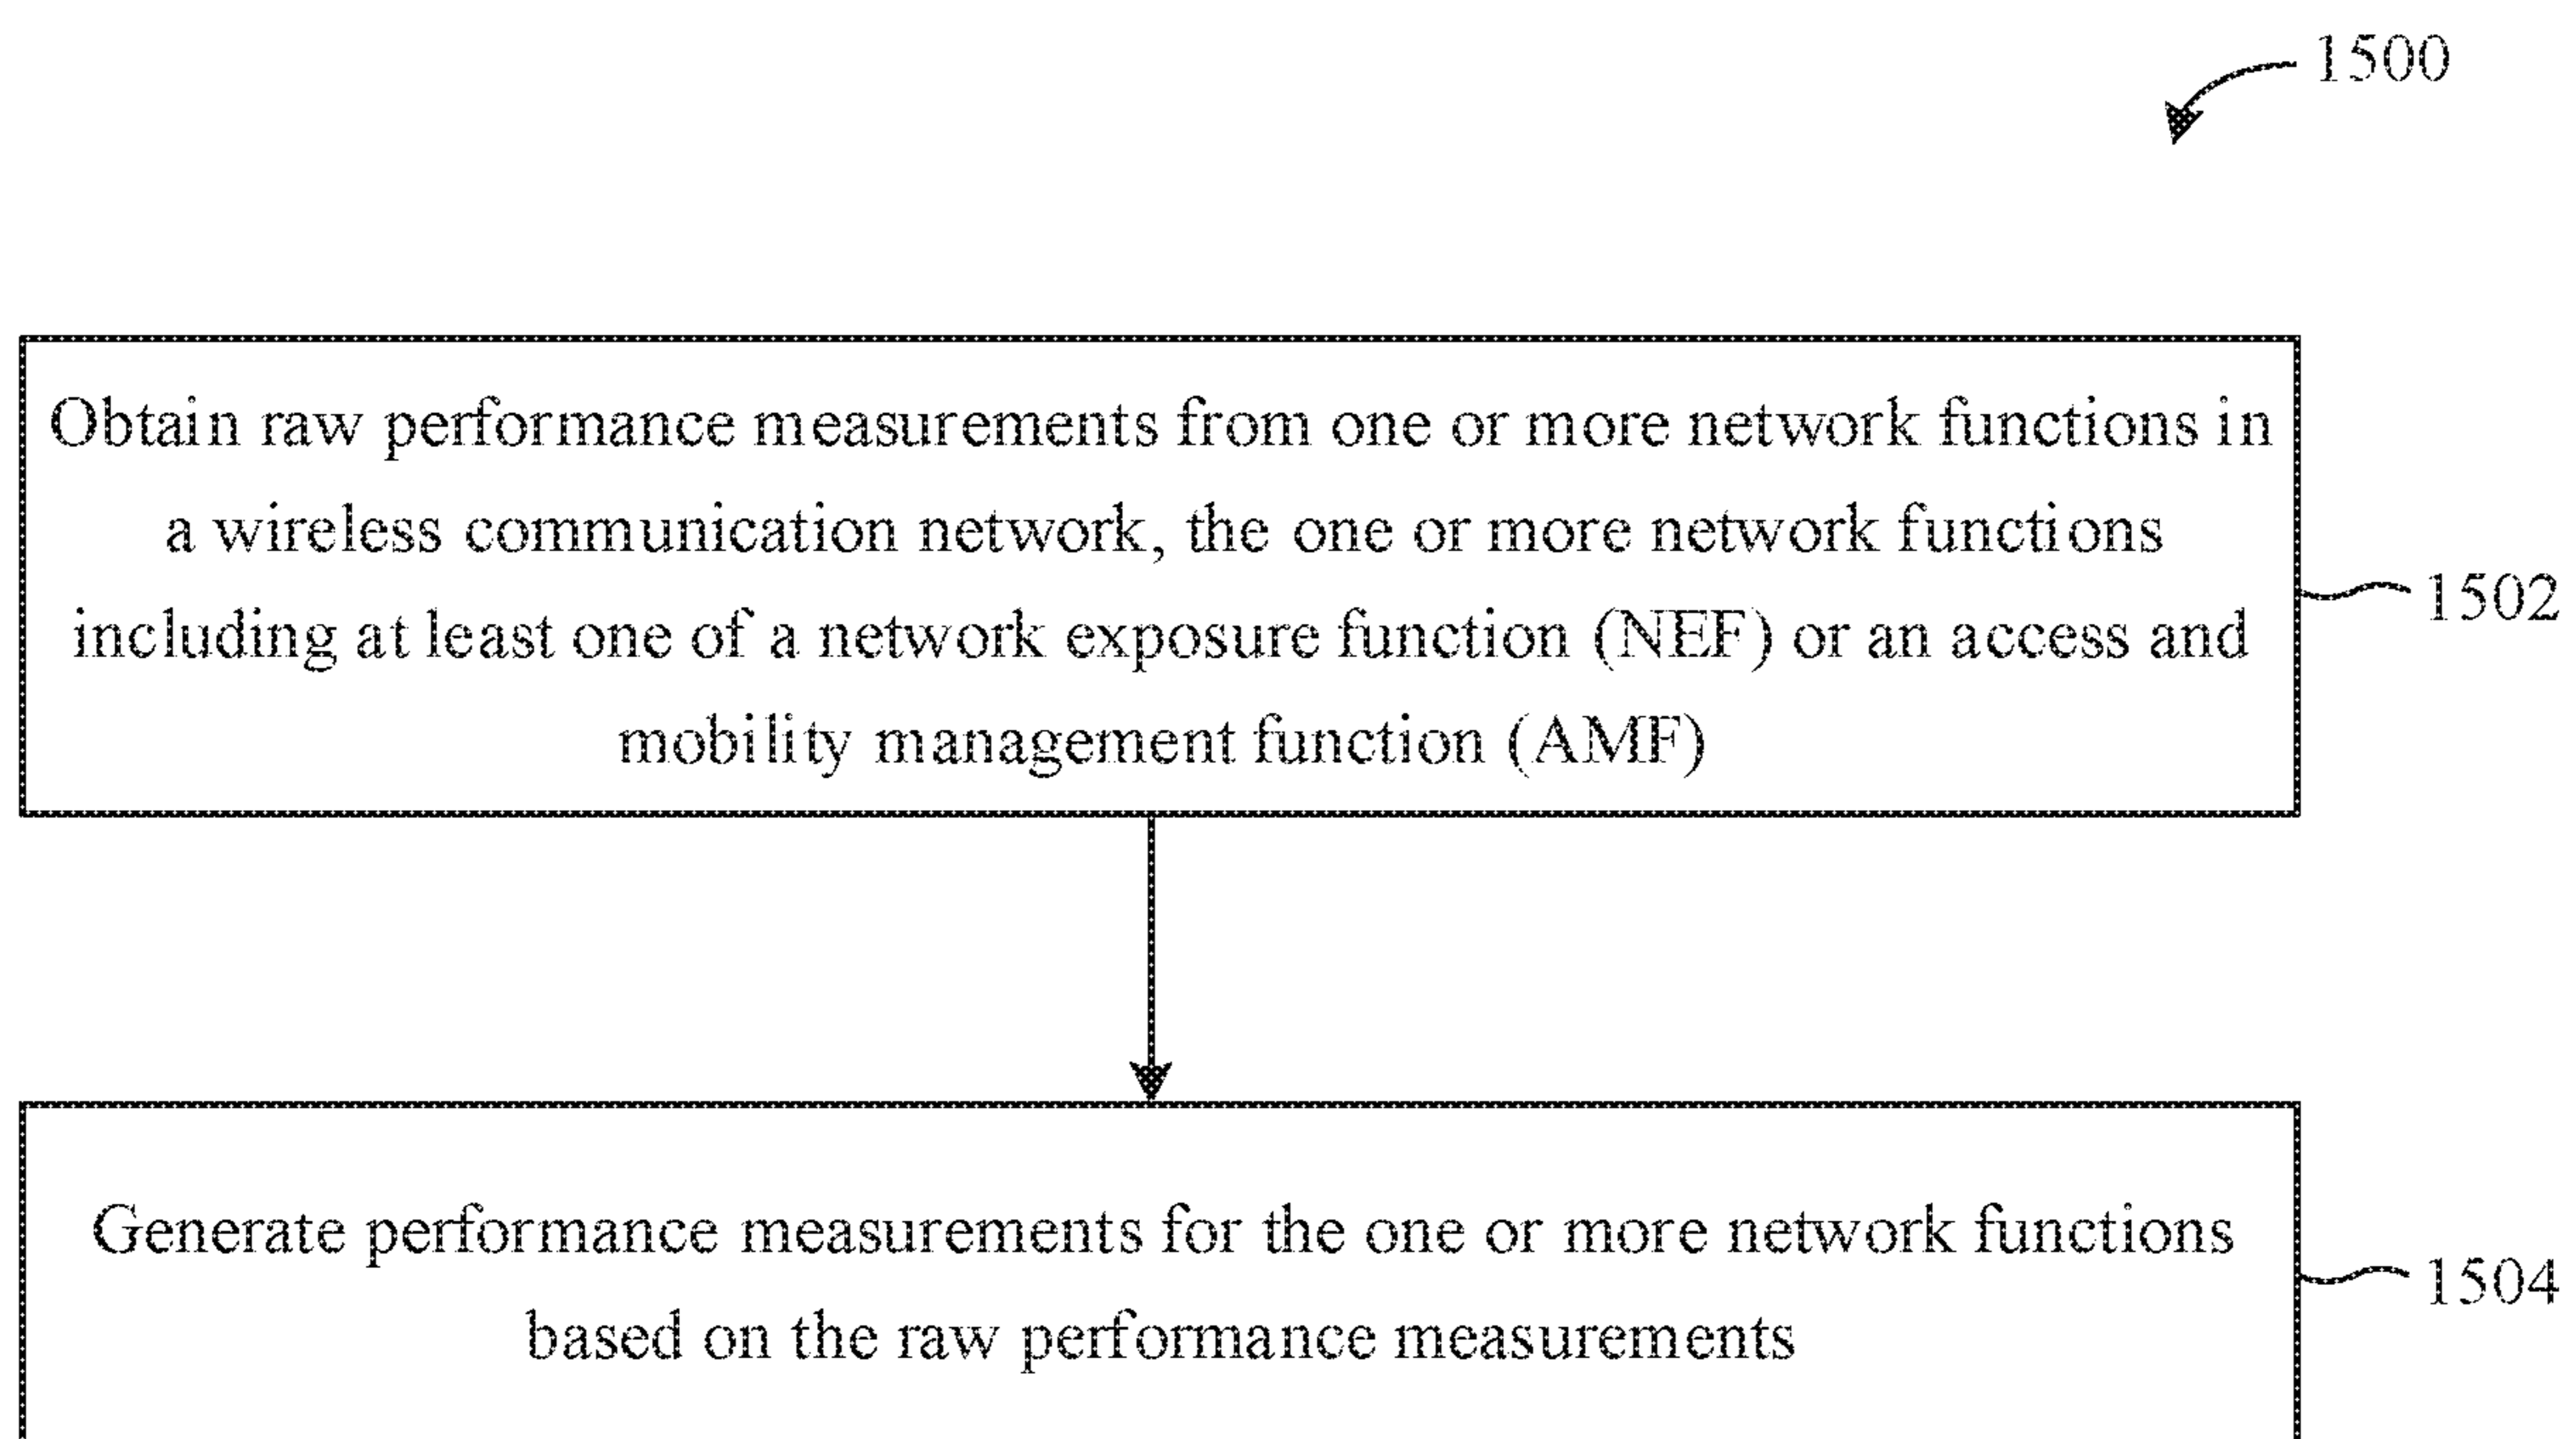 1500
Obtain raw performance measurements from one or more network functions in
a wireless communication network, the one or more network functions
including at least one of a network exposure function (NEF) or an access and
mobility management function (AMF)
1502
Generate performance measurements for the one or more network functions
based on the raw performance measurements
1504